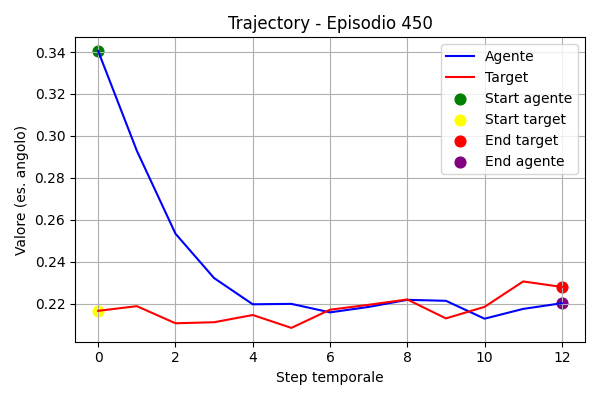 Trajectory - Episodio 450
Agente
Target
Start agente
Start target
End target
End agente
Valore (es. angolo)
0.34
0.32
0.30
0.28
0.26
0.24
0.22
0 2 4 6 8 10 12
Step temporale